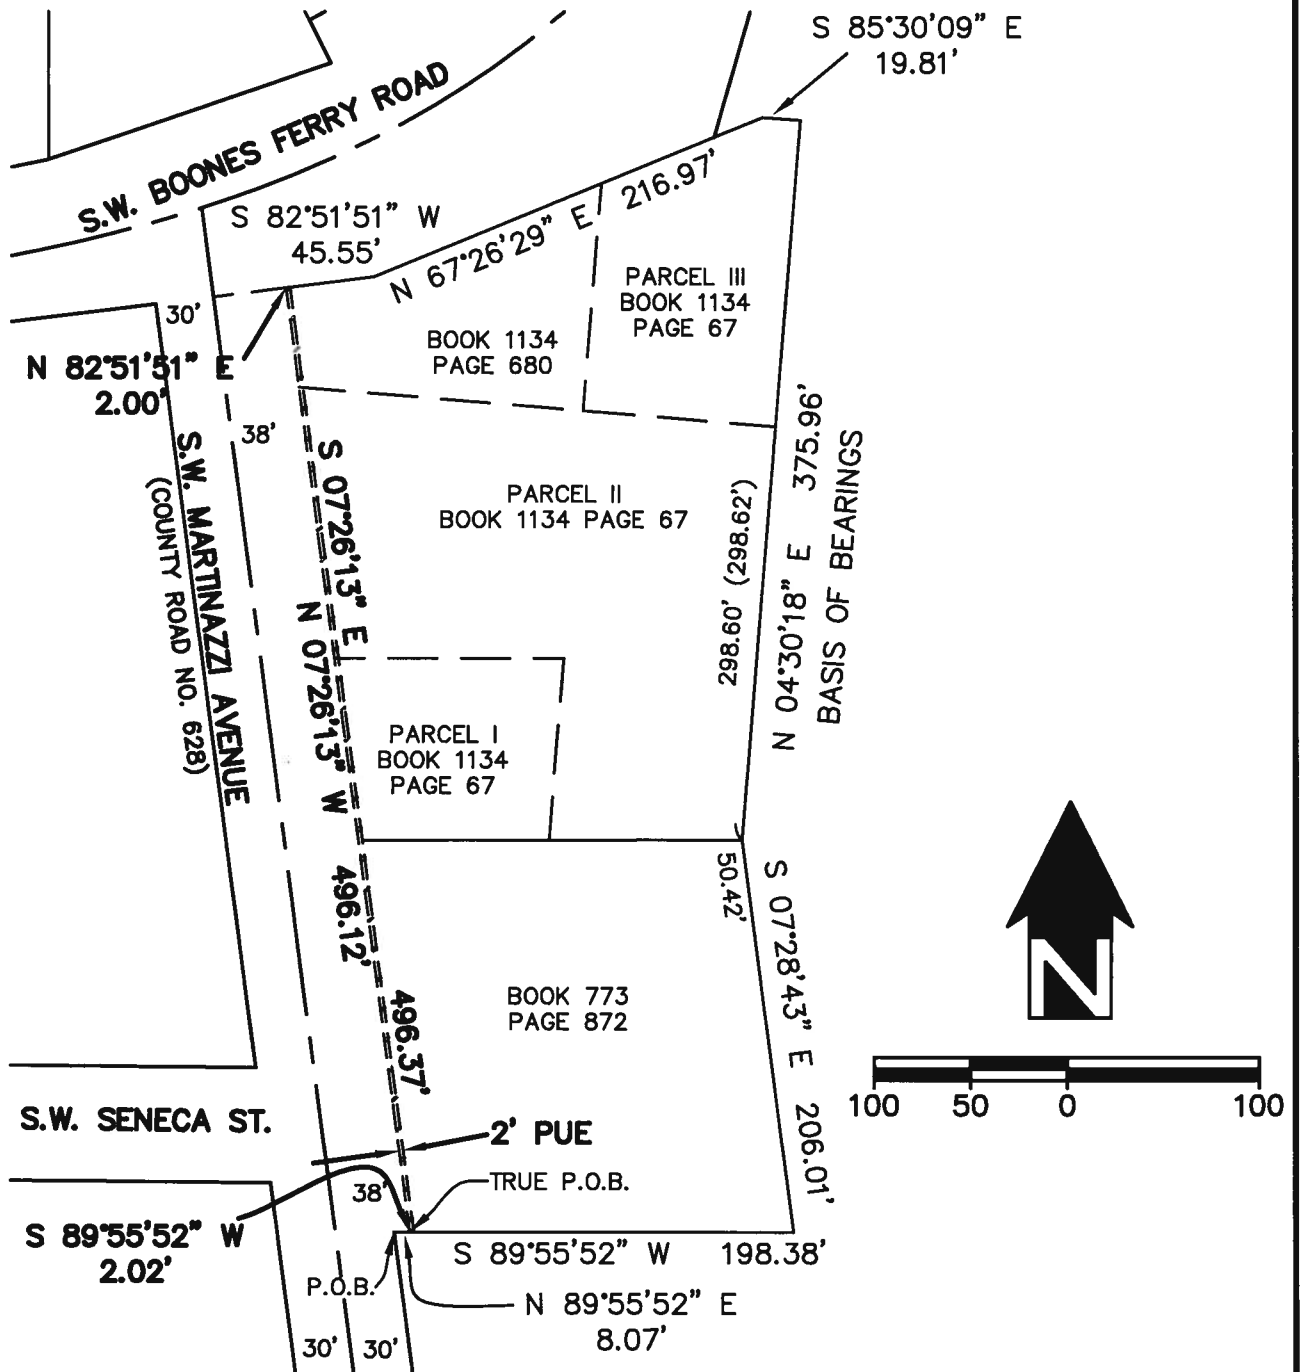 S 85°30'09" E
19.81'
S.W. BOONES FERRY ROAD
S 82°51'51" W
45.55'
N 67°26'29" E 216.97'
30'
N 82°51'51" E
2.00'
38'
PARCEL III
BOOK 1134
PAGE 67
BOOK 1134
PAGE 680
S.W. MARTINAZZI AVENUE
(COUNTY ROAD NO. 628)
S 07°26'13" E
N 07°26'13" W
496.12'
496.37'
PARCEL II
BOOK 1134 PAGE 67
298.60' (298.62')
N 04°30'18" E 375.96'
BASIS OF BEARINGS
PARCEL I
BOOK 1134
PAGE 67
50.42'
S 07°28'43" E 206.01'
BOOK 773
PAGE 872
N
100 50 0 100
S.W. SENECA ST.
2' PUE
38'
TRUE P.O.B.
S 89°55'52" W
2.02'
S 89°55'52" W 198.38'
P.O.B.
N 89°55'52" E
8.07'
30' 30'